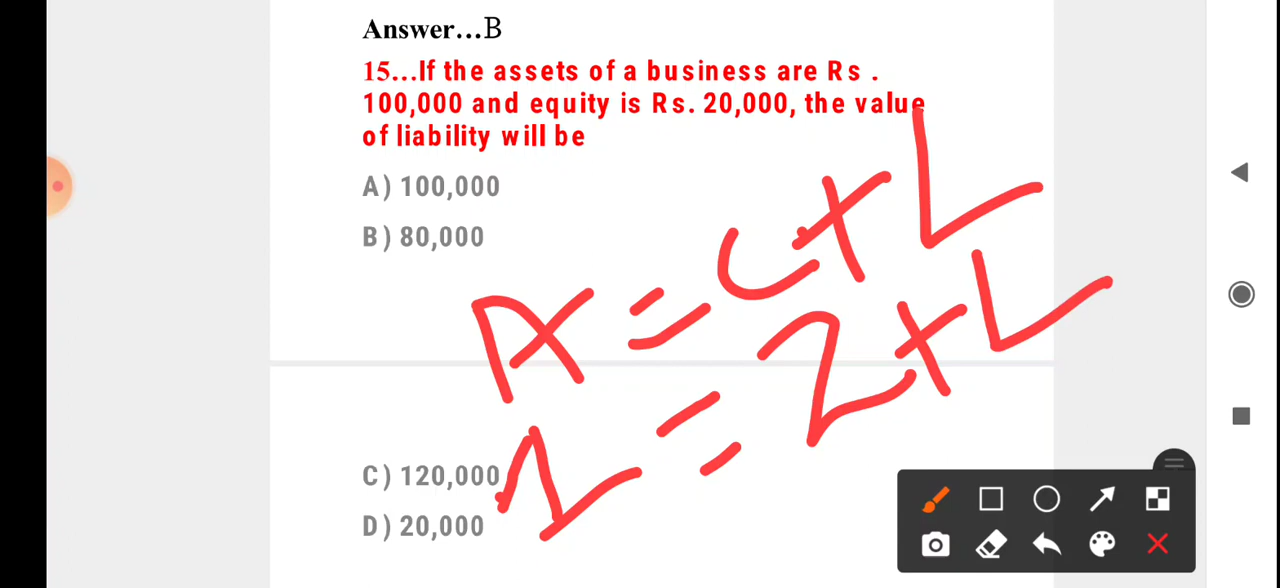 Answer...B
15...If the assets of a business are Rs .
100,000 and equity is Rs. 20,000, the value
of liability will be
A) 100,000
B) 80,000
A = C + L
1 = 2 + L
C) 120,000
D) 20,000